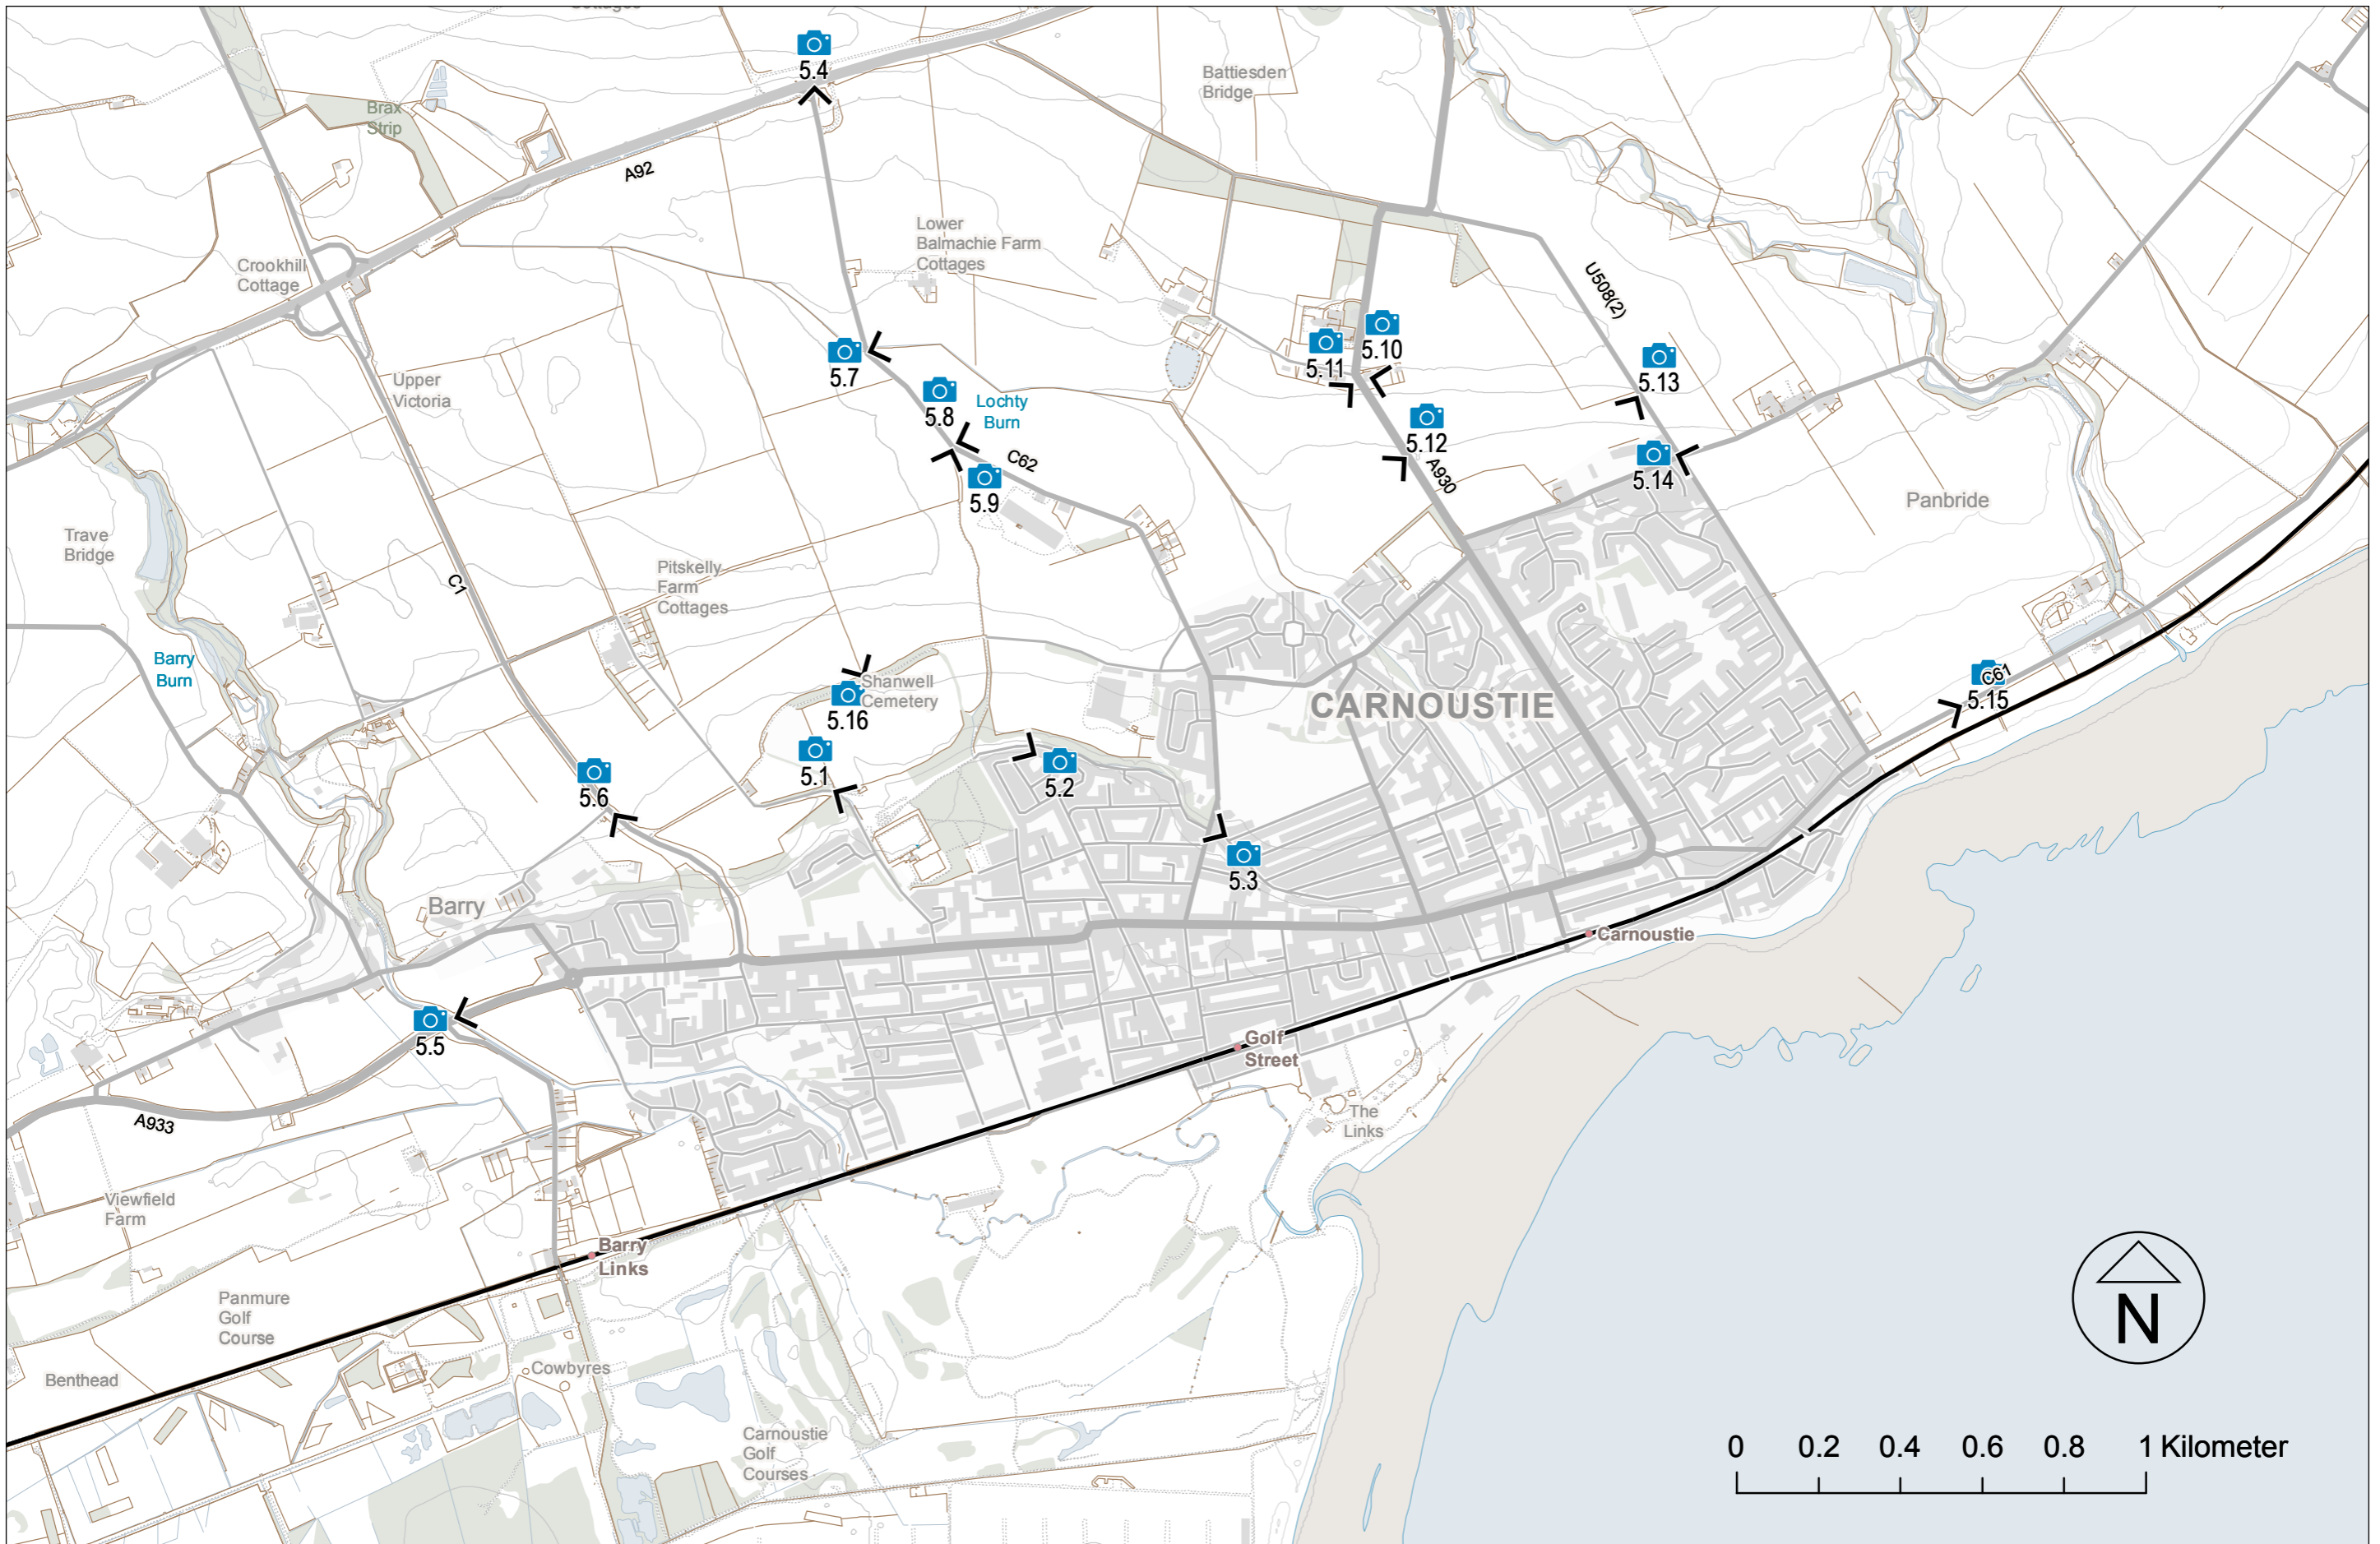 Cottages
5.4
Battiesden
Bridge
Brax
Strip
A92
Lower
Balmachie Farm
Cottages
Crookhill
Cottage
U508(2)
5.10
5.11
5.7
5.13
Upper
Victoria
5.8
Lochty
Burn
5.12
C62
A930
5.14
5.9
Panbride
Trave
Bridge
C1
Pitskelly
Farm
Cottages
Barry
Burn
Shanwell
Cemetery
C61
5.15
CARNOUSTIE
5.16
5.1
5.2
5.6
5.3
Barry
Carnoustie
5.5
Golf
Street
A933
The
Links
Viewfield
Farm
Barry
Links
Panmure
Golf
Course
N
Cowbyres
Benthead
Carnoustie
Golf
Courses
0 0.2 0.4 0.6 0.8 1 Kilometer